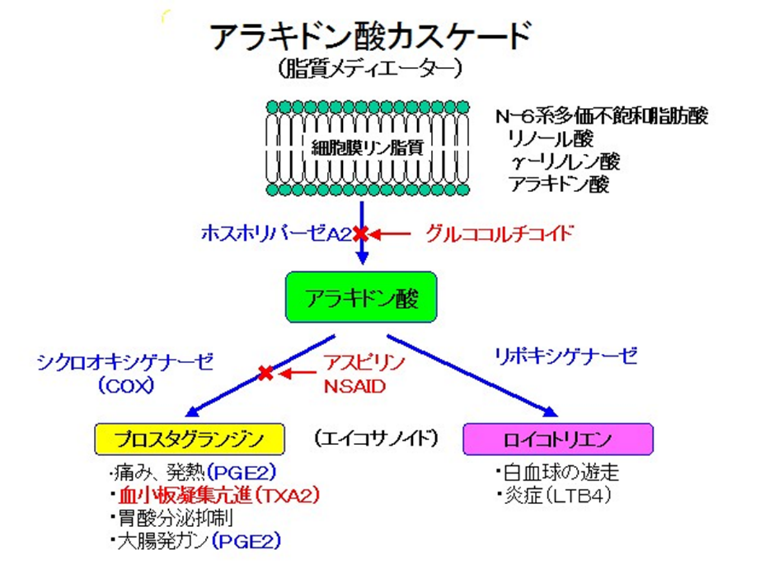 アラキドン酸カスケード
(脂質メディエーター)
細胞膜リン脂質
N-6系多価不飽和脂肪酸
リノール酸
γーリノレン酸
アラキドン酸
ホスホリパーゼA2
グルココルチコイド
アラキドン酸
シクロオキシゲナーゼ
(COX)
アスピリン
NSAID
リポキシゲナーゼ
プロスタグランジン
(エイコサノイド)
ロイコトリエン
・痛み、発熱(PGE2)
・血小板凝集亢進(TXA2)
・胃酸分泌抑制
・大腸発ガン(PGE2)
・白血球の遊走
・炎症(LTB4)